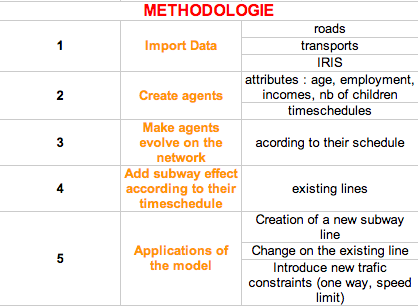 METHODOLOGIE
1
Import Data
roads
transports
IRIS
2
Create agents
attributes : age, employment,
incomes, nb of children
timeschedules
3
Make agents
evolve on the
network
acording to their schedule
4
Add subway effect
according to their
timeschedule
existing lines
5
Applications of
the model
Creation of a new subway
line
Change on the existing line
Introduce new trafic
constraints (one way, speed
limit)